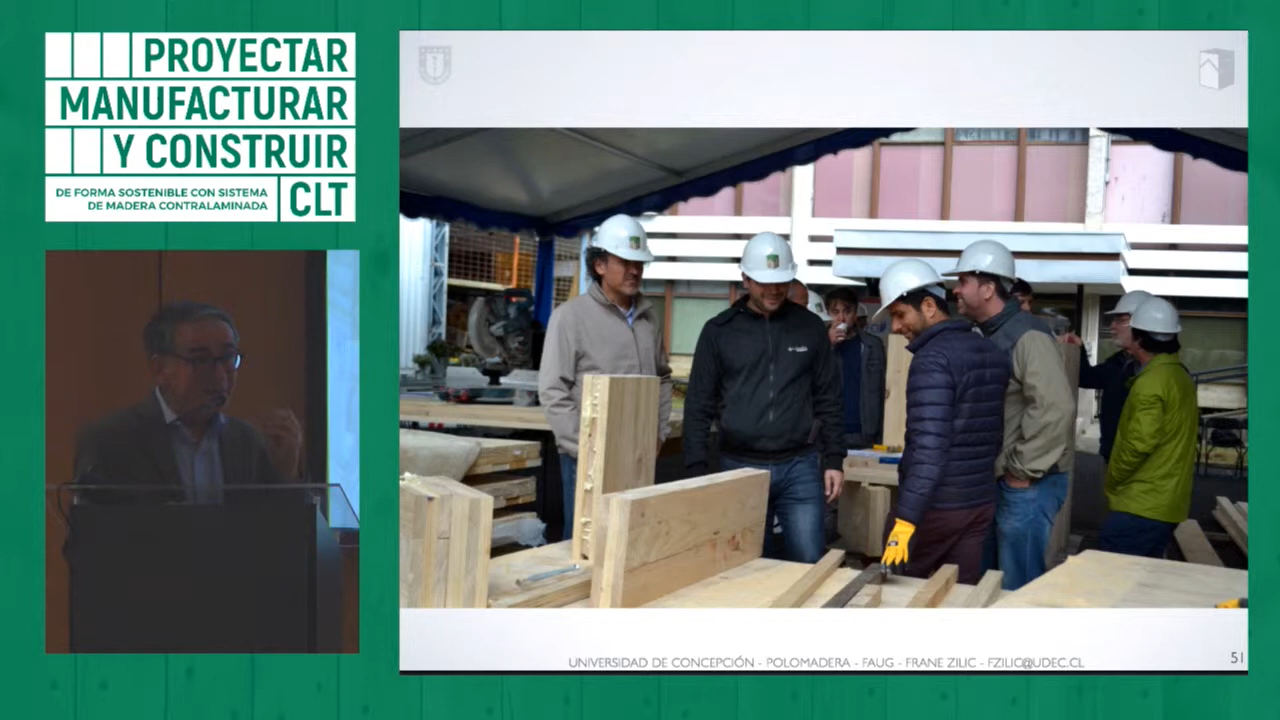 PROYECTAR
MANUFACTURAR
Y CONSTRUIR
DE FORMA SOSTENIBLE CON SISTEMA
DE MADERA CONTRALAMINADA
CLT
UNIVERSIDAD DE CONCEPCIÓN - POLOMADERA - FAUG - FRANE ZILIC - FZILIC@UDEC.CL
51